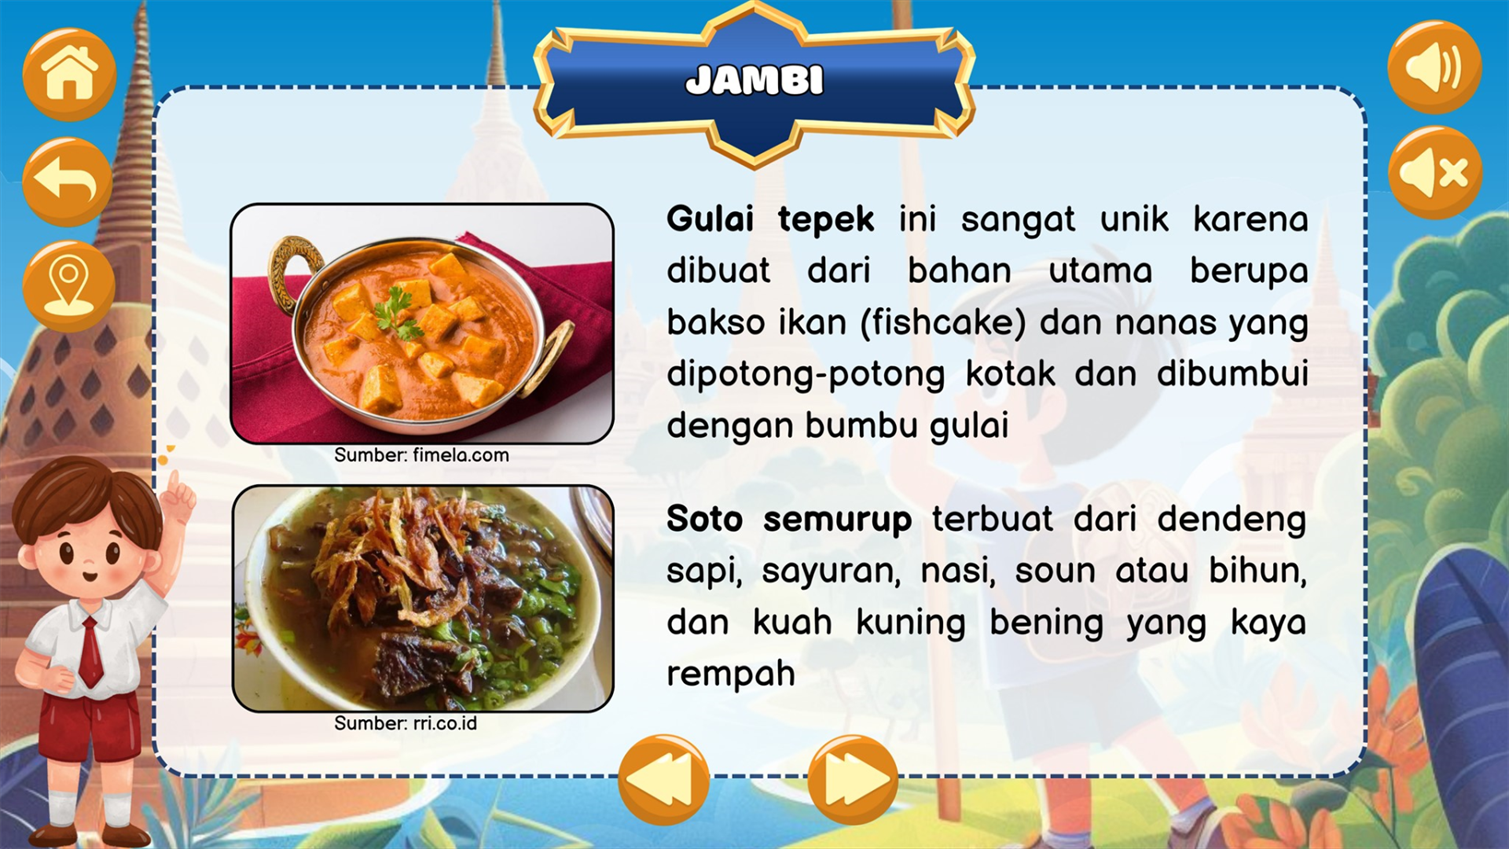 JAMBI
Gulai tepek ini sangat unik karena
dibuat dari bahan utama berupa
bakso ikan (fishcake) dan nanas yang
dipotong-potong kotak dan dibumbui
dengan bumbu gulai
Sumber: fimela.com
Soto semurup terbuat dari dendeng
sapi, sayuran, nasi, soun atau bihun,
dan kuah kuning bening yang kaya
rempah
Sumber: rri.co.id